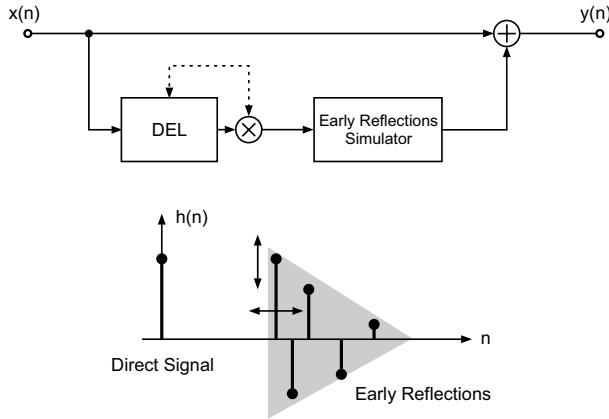 x(n)
y(n)
DEL
Early Reflections
Simulator
h(n)
n
Direct Signal
Early Reflections